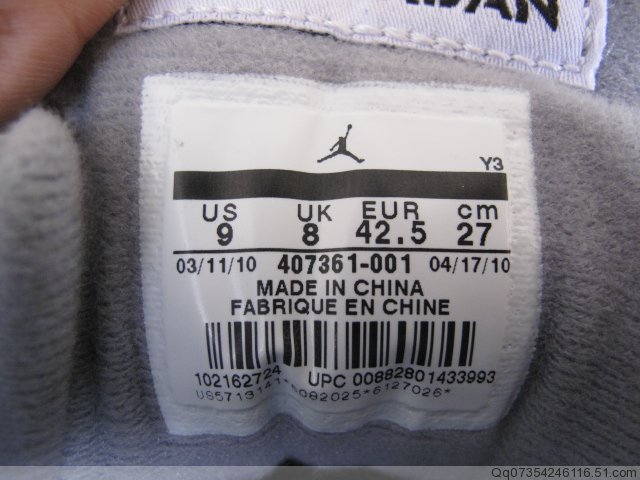 Y3
US UK EUR cm
9 8 42.5 27
03/11/10 407361-001 04/17/10
MADE IN CHINA
FABRIQUE EN CHINE
102162724 UPC 00882801433993
Qq07354246116.51.com